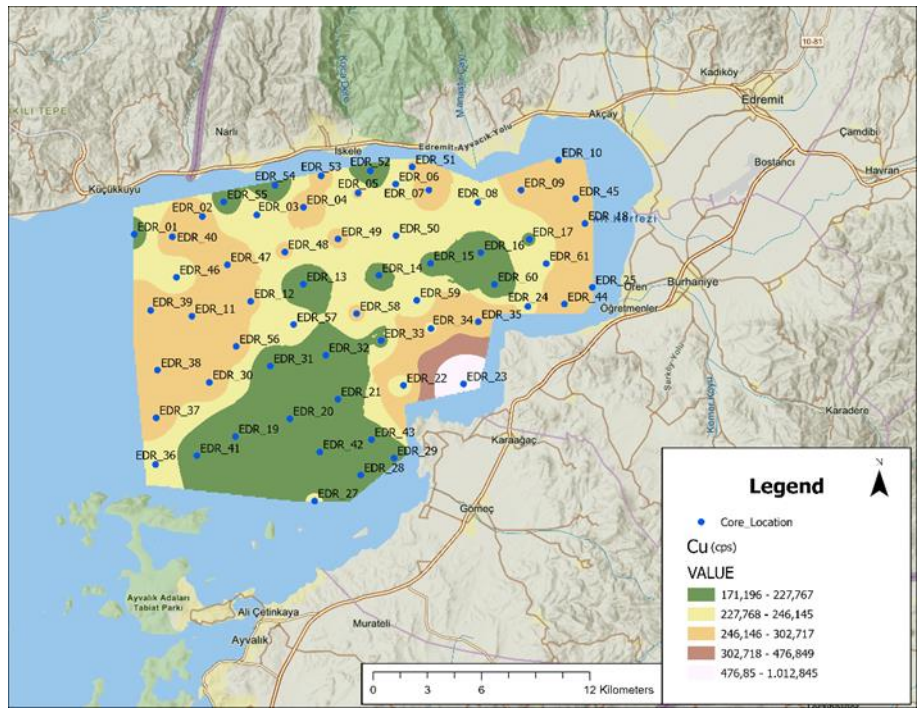 10-81
Kadıköy
Edremit
KILI TEPE
Narlı
Akçay
Edremit-Ayvacık-Yolu
Çamdibi
İskele
Bostancı
Havran
Küçükkuyu
EDR_52
EDR_51
EDR_10
EDR_53
EDR_54
EDR_05
EDR_06
EDR_09
EDR_55
EDR_07
EDR_08
EDR_45
EDR_02
EDR_03
EDR_04
EDR_18
EDR_01
EDR_40
EDR_49
EDR_50
EDR_17
EDR_48
EDR_16
EDR_47
EDR_15
EDR_61
EDR_46
EDR_13
EDR_14
EDR_60
EDR_25
Burhaniye
Ören
EDR_12
EDR_59
EDR_24
EDR_44
EDR_39
EDR_11
EDR_58
Öğretmenler
EDR_57
EDR_34
EDR_35
EDR_33
EDR_56
EDR_32
EDR_31
EDR_38
EDR_30
EDR_22
EDR_23
Şarköy-Yolu
EDR_21
Karadere
EDR_37
EDR_20
EDR_19
EDR_43
Karaağaç
EDR_36
EDR_41
EDR_42
EDR_29
EDR_28
EDR_27
Gömeç
Ayvalık Adaları
Tabiat Parkı
Ali Çetinkaya
Murateli
Ayvalık
0 3 6 12 Kilometers
Legend
N
Core_Location
Cu (cps)
VALUE
171,196 - 227,767
227,768 - 246,145
246,146 - 302,717
302,718 - 476,849
476,85 - 1.012,845